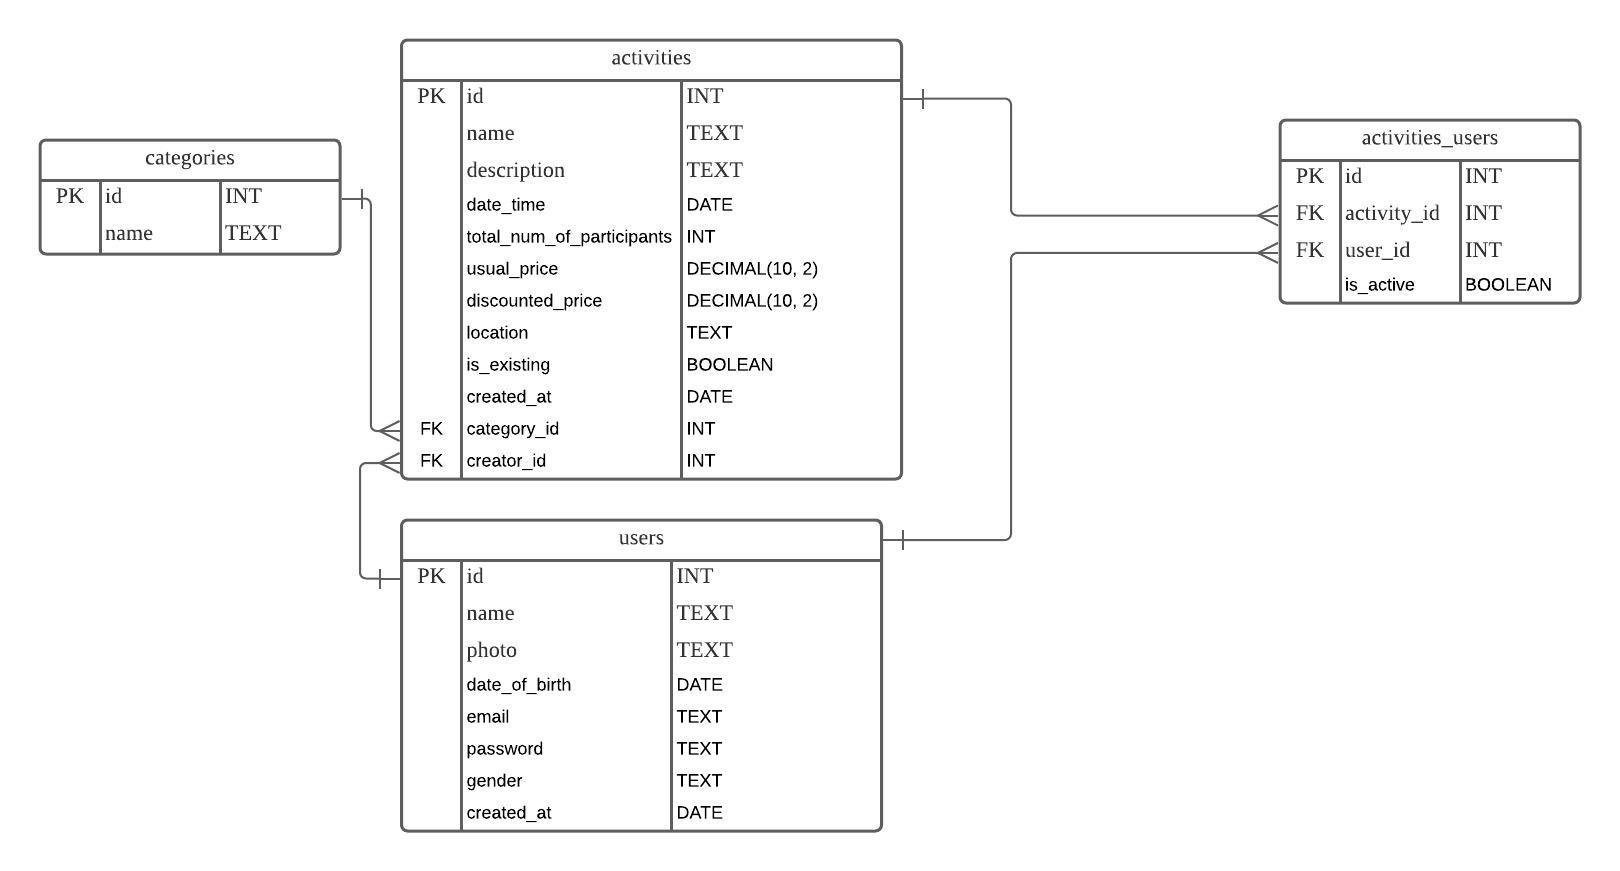 categories
PK id INT
name TEXT
activities
PK id INT
name TEXT
description TEXT
date_time DATE
total_num_of_participants INT
usual_price DECIMAL(10, 2)
discounted_price DECIMAL(10, 2)
location TEXT
is_existing BOOLEAN
created_at DATE
FK category_id INT
FK creator_id INT
users
PK id INT
name TEXT
photo TEXT
date_of_birth DATE
email TEXT
password TEXT
gender TEXT
created_at DATE
activities_users
PK id INT
FK activity_id INT
FK user_id INT
is_active BOOLEAN